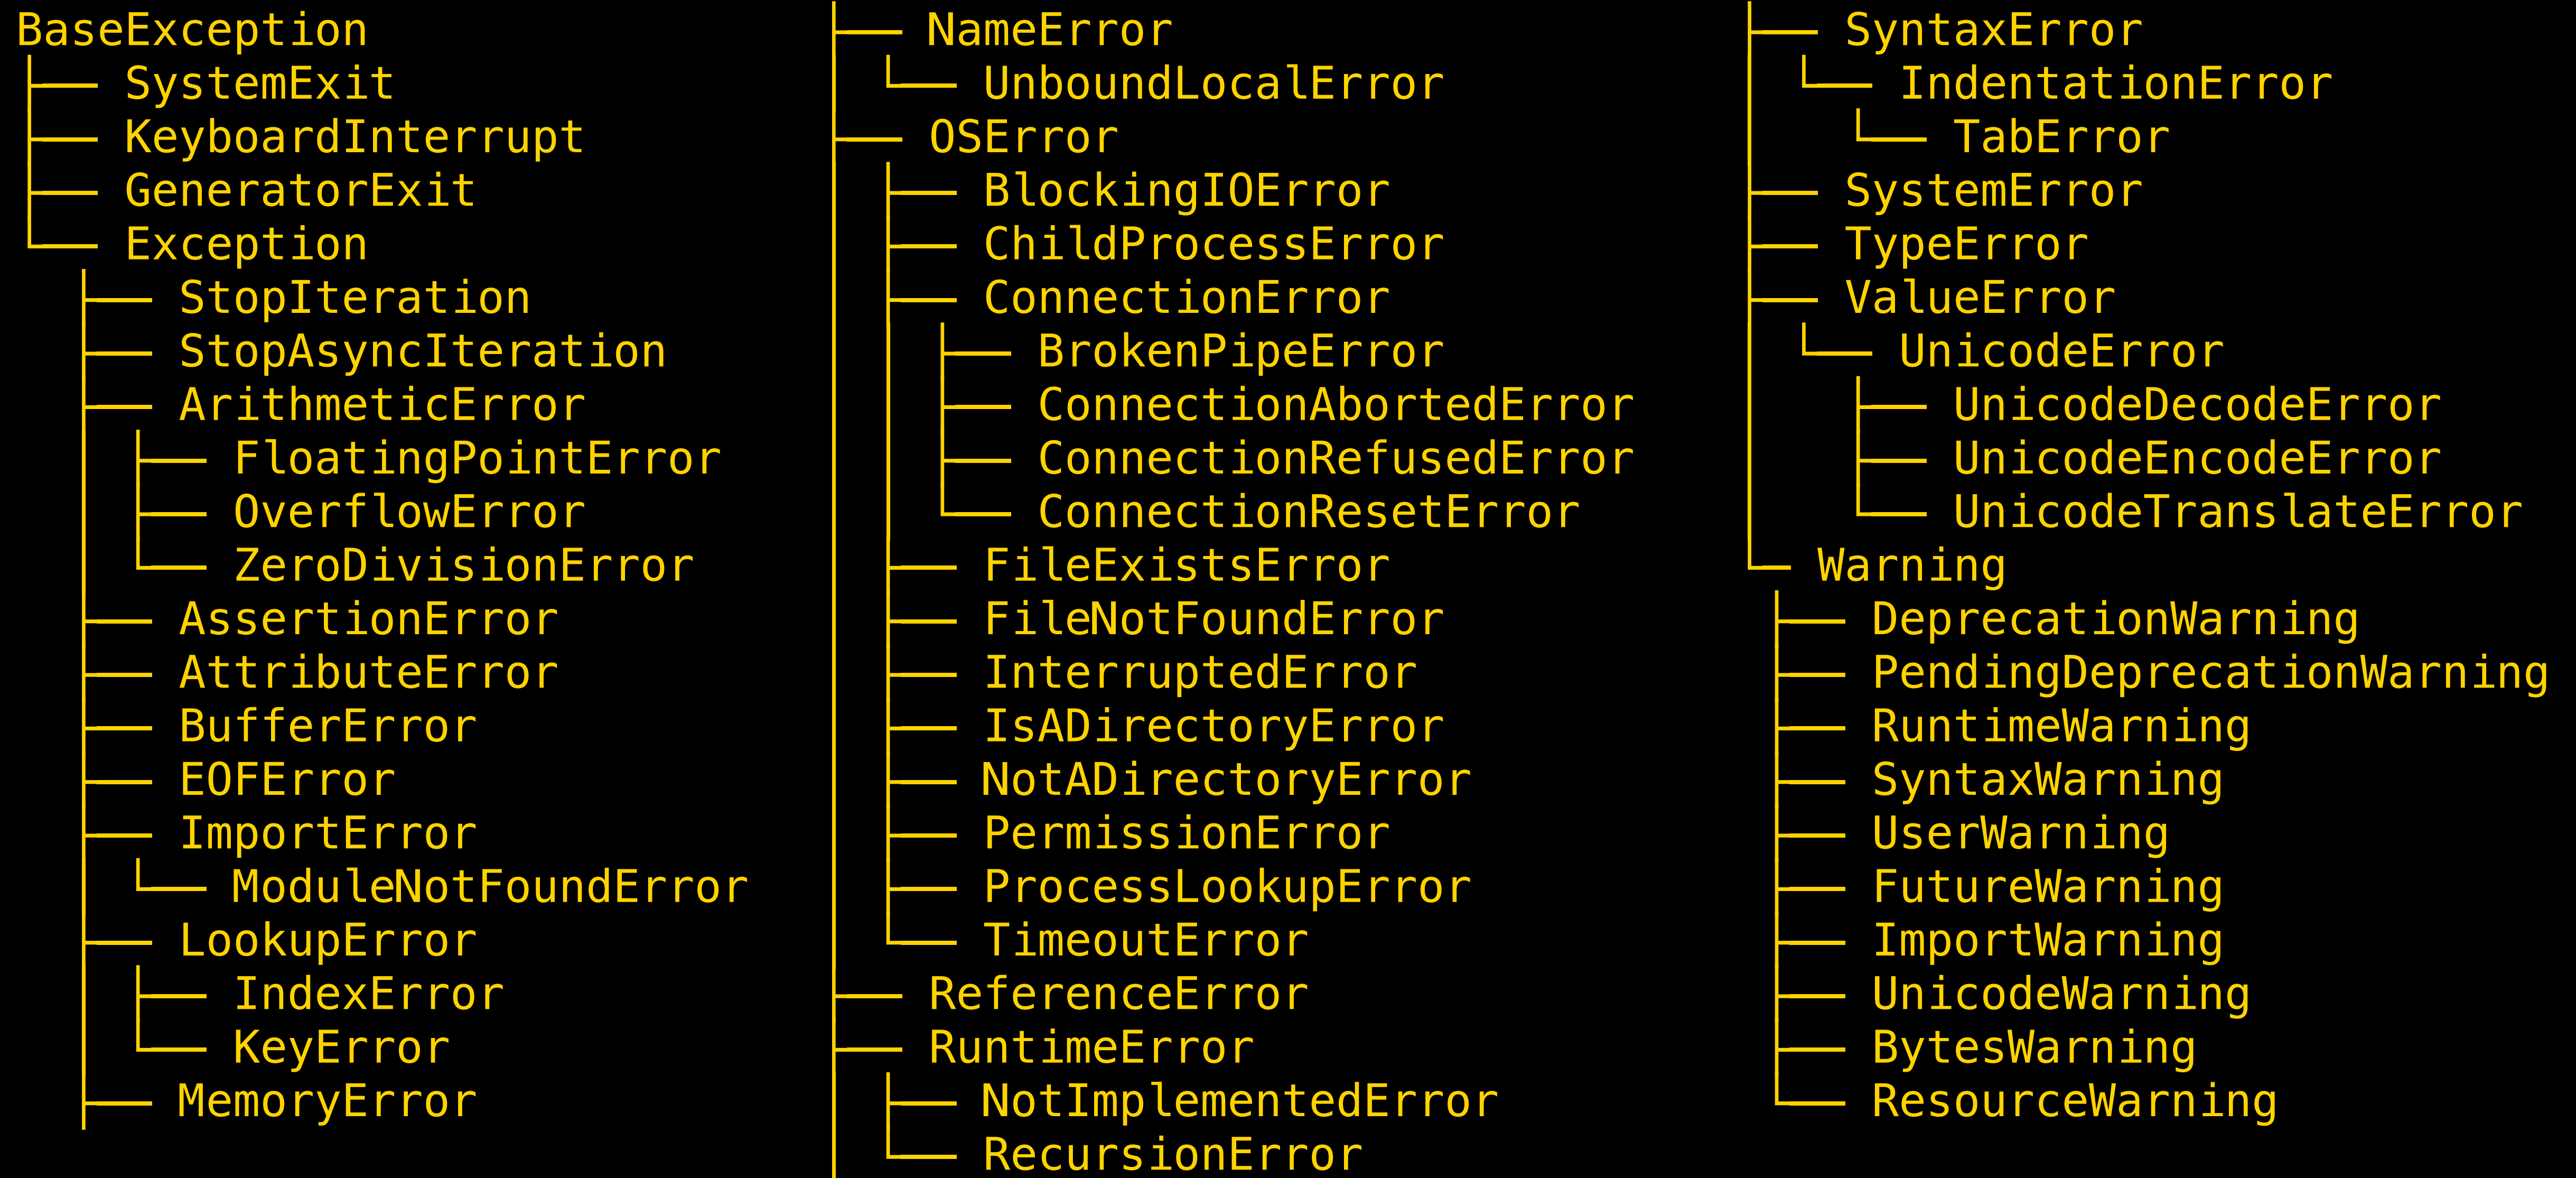 BaseException
├── SystemExit
├── KeyboardInterrupt
├── GeneratorExit
└── Exception
    ├── StopIteration
    ├── StopAsyncIteration
    ├── ArithmeticError
    │   ├── FloatingPointError
    │   ├── OverflowError
    │   └── ZeroDivisionError
    ├── AssertionError
    ├── AttributeError
    ├── BufferError
    ├── EOFError
    ├── ImportError
    │   └── ModuleNotFoundError
    ├── LookupError
    │   ├── IndexError
    │   └── KeyError
    ├── MemoryError
    ├── NameError
    │   └── UnboundLocalError
    ├── OSError
    │   ├── BlockingIOError
    │   ├── ChildProcessError
    │   ├── ConnectionError
    │   │   ├── BrokenPipeError
    │   │   ├── ConnectionAbortedError
    │   │   ├── ConnectionRefusedError
    │   │   └── ConnectionResetError
    │   ├── FileExistsError
    │   ├── FileNotFoundError
    │   ├── InterruptedError
    │   ├── IsADirectoryError
    │   ├── NotADirectoryError
    │   ├── PermissionError
    │   ├── ProcessLookupError
    │   └── TimeoutError
    ├── ReferenceError
    ├── RuntimeError
    │   ├── NotImplementedError
    │   └── RecursionError
    ├── SyntaxError
    │   └── IndentationError
    │       └── TabError
    ├── SystemError
    ├── TypeError
    ├── ValueError
    │   └── UnicodeError
    │       ├── UnicodeDecodeError
    │       ├── UnicodeEncodeError
    │       └── UnicodeTranslateError
    └─ Warning
       ├── DeprecationWarning
       ├── PendingDeprecationWarning
       ├── RuntimeWarning
       ├── SyntaxWarning
       ├── UserWarning
       ├── FutureWarning
       ├── ImportWarning
       ├── UnicodeWarning
       ├── BytesWarning
       └── ResourceWarning